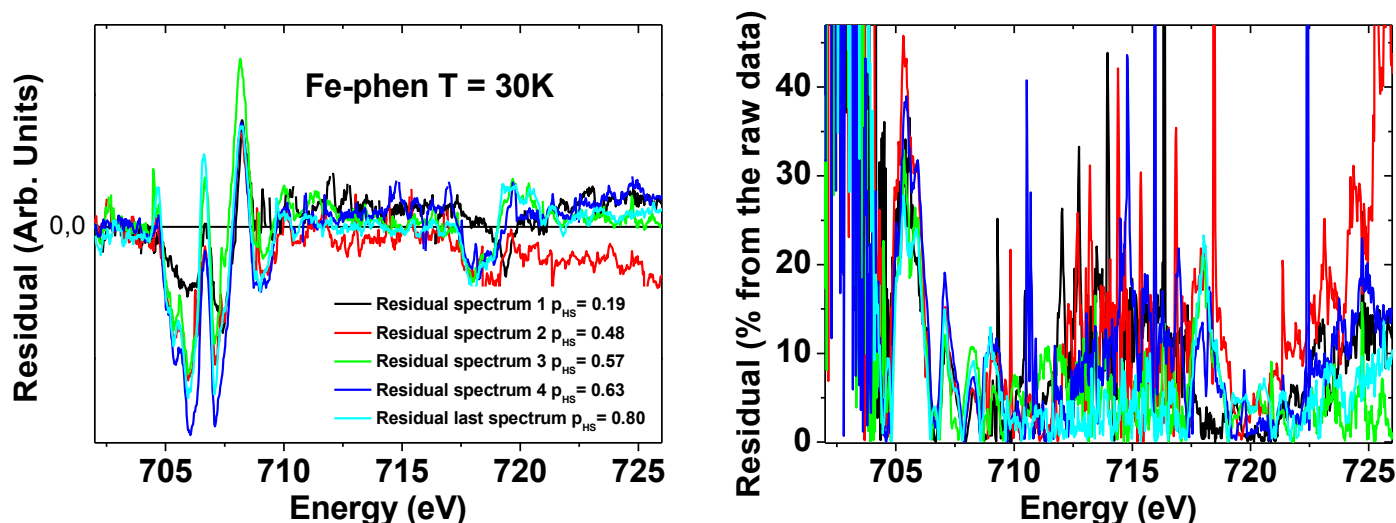 Residual (Arb. Units)
0,0
Fe-phen T = 30K
Residual spectrum 1 pHS= 0.19
Residual spectrum 2 pHS= 0.48
Residual spectrum 3 pHS= 0.57
Residual spectrum 4 pHS= 0.63
Residual last spectrum pHS= 0.80
705 710 715 720 725
Energy (eV)
Residual (% from the raw data)
40
30
20
10
0
705 710 715 720 725
Energy (eV)